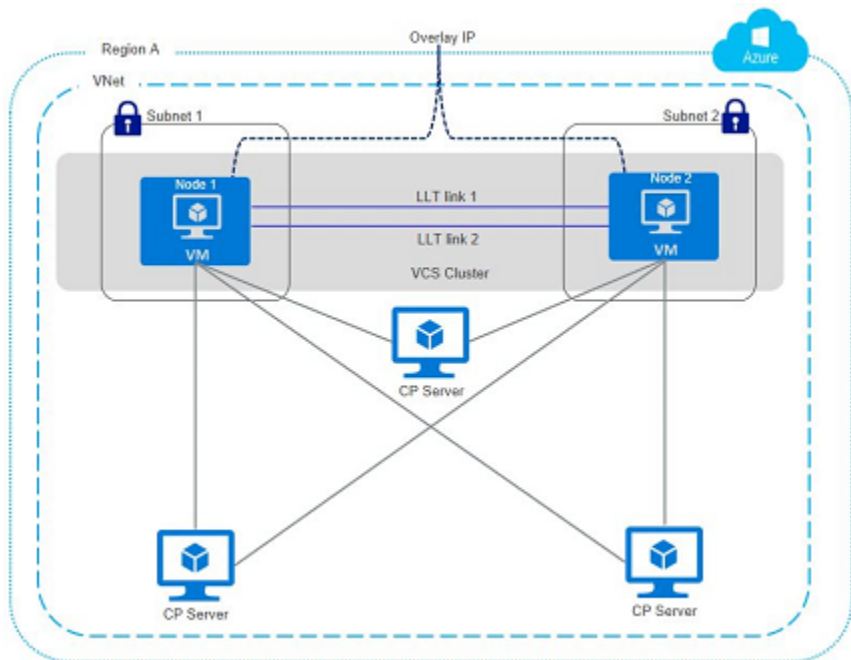 Overlay IP
Region A
Azure
VNet
Subnet 1
Subnet 2
Node 1
Node 2
LLT link 1
LLT link 2
VM
VM
VCS Cluster
CP Server
CP Server
CP Server